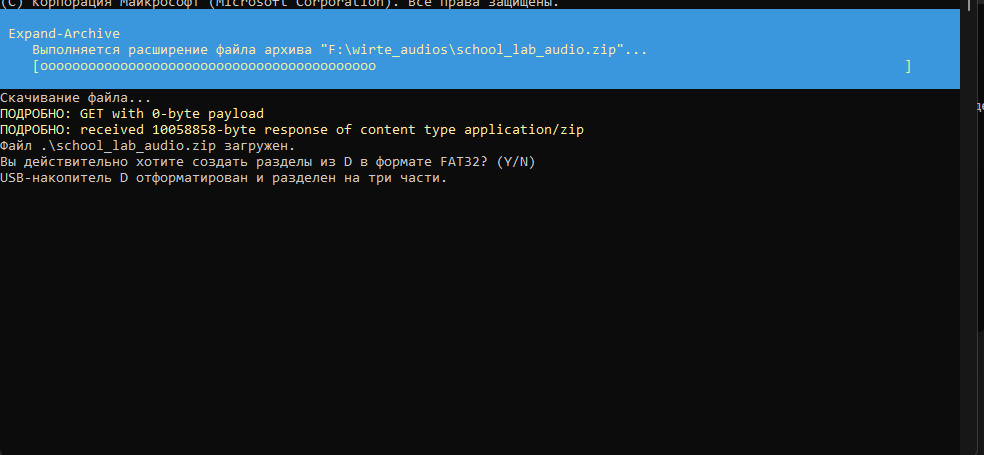 (C) Корпорация Майкрософт (Microsoft Corporation). Все права защищены.
Expand-Archive
Выполняется расширение файла архива "F:\wirte_audios\school_lab_audio.zip"...
[oooooooooooooooooooooooooooooooooooooooooo ]
Скачивание файла...
ПОДРОБНО: GET with 0-byte payload
ПОДРОБНО: received 10058858-byte response of content type application/zip
Файл .\school_lab_audio.zip загружен.
Вы действительно хотите создать разделы из D в формате FAT32? (Y/N)
USB-накопитель D отформатирован и разделен на три части.